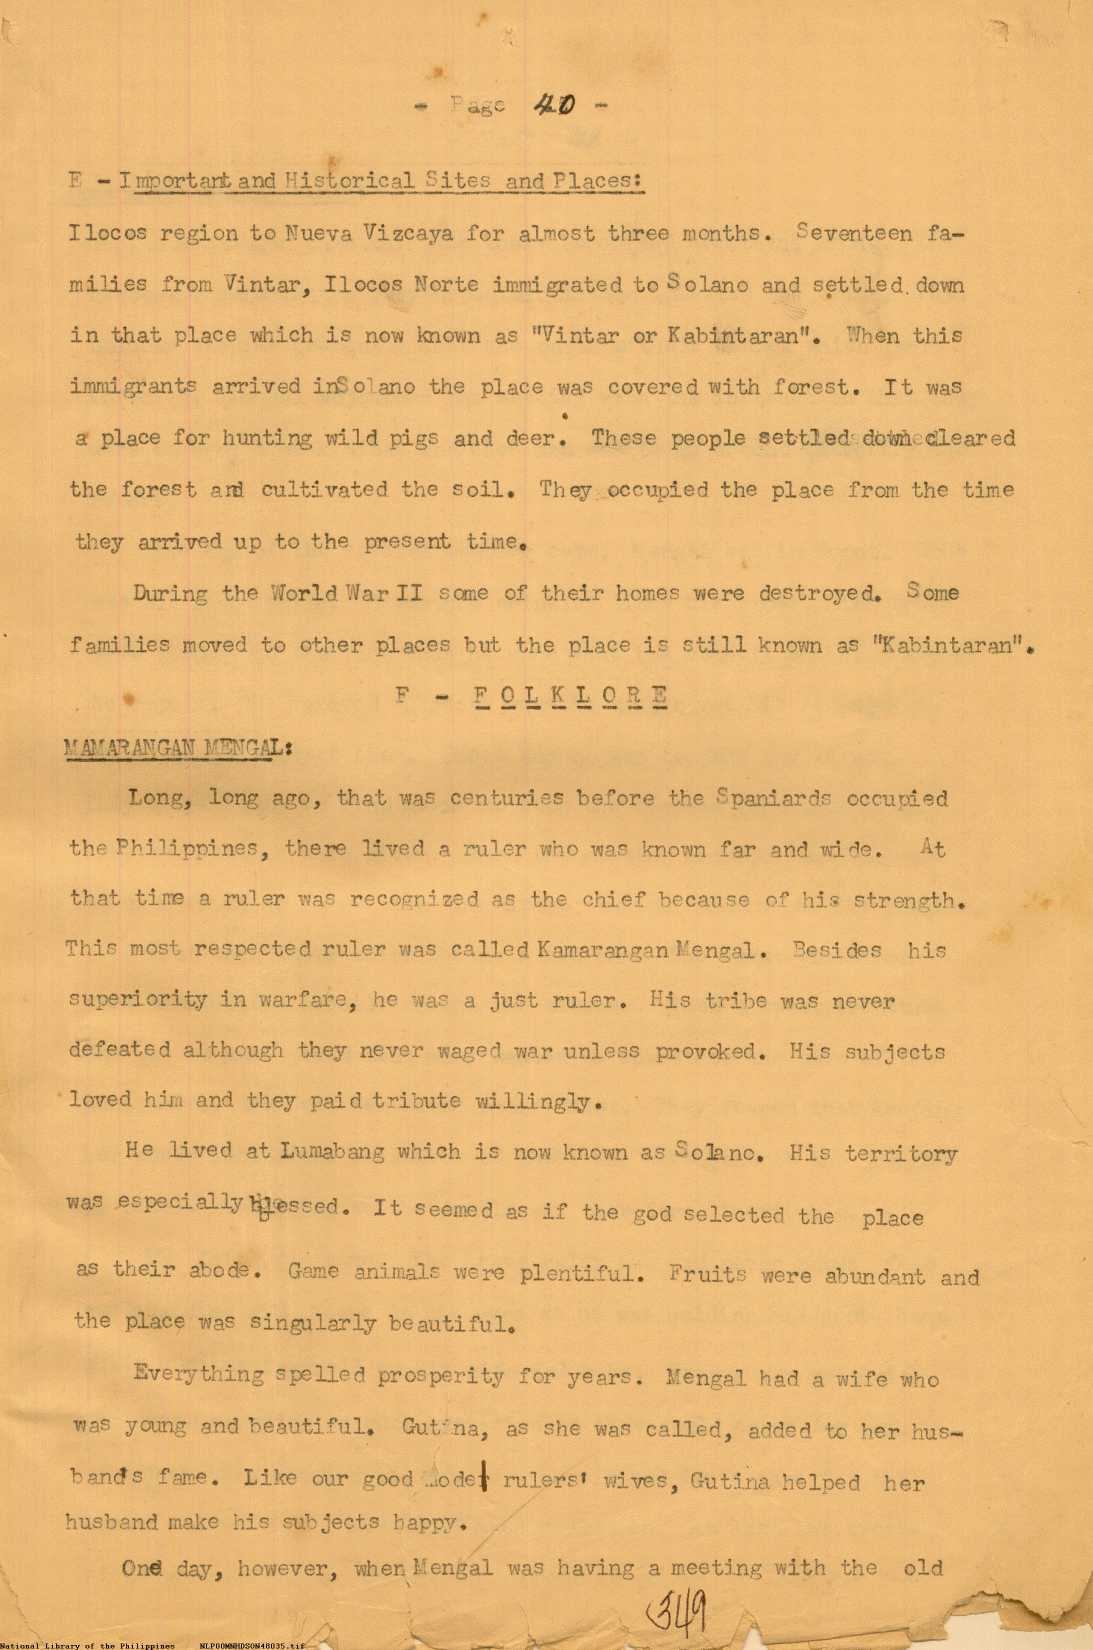 - Page 40 -
E - Important and Historical Sites and Places:
Ilocos region to Nueva Vizcaya for almost three months. Seventeen fa-
milies from Vintar, Ilocos Norte immigrated to Solano and settled down
in that place which is now known as "Vintar or Kabintaran". When this
immigrants arrived inSolano the place was covered with forest. It was
a place for hunting wild pigs and deer. These people settled down cleared
the forest and cultivated the soil. They occupied the place from the time
they arrived up to the present time.
During the World War II some of their homes were destroyed. Some
families moved to other places but the place is still known as "Kabintaran".
F - F O L K L O R E
MAMARANGAN MENGAL:
Long, long ago, that was centuries before the Spaniards occupied
the Philippines, there lived a ruler who was known far and wide. At
that time a ruler was recognized as the chief because of his strength.
This most respected ruler was called Kamarangan Mengal. Besides his
superiority in warfare, he was a just ruler. His tribe was never
defeated although they never waged war unless provoked. His subjects
loved him and they paid tribute willingly.
He lived at Lumabang which is now known as Solano. His territory
was especially blessed. It seemed as if the god selected the place
as their abode. Game animals were plentiful. Fruits were abundant and
the place was singularly beautiful.
Everything spelled prosperity for years. Mengal had a wife who
was young and beautiful. Gutina, as she was called, added to her hus-
band's fame. Like our good rulers' wives, Gutina helped her
husband make his subjects happy.
One day, however, when Mengal was having a meeting with the old
349
National Library of the Philippines NLP00MNHDSON48035.tif